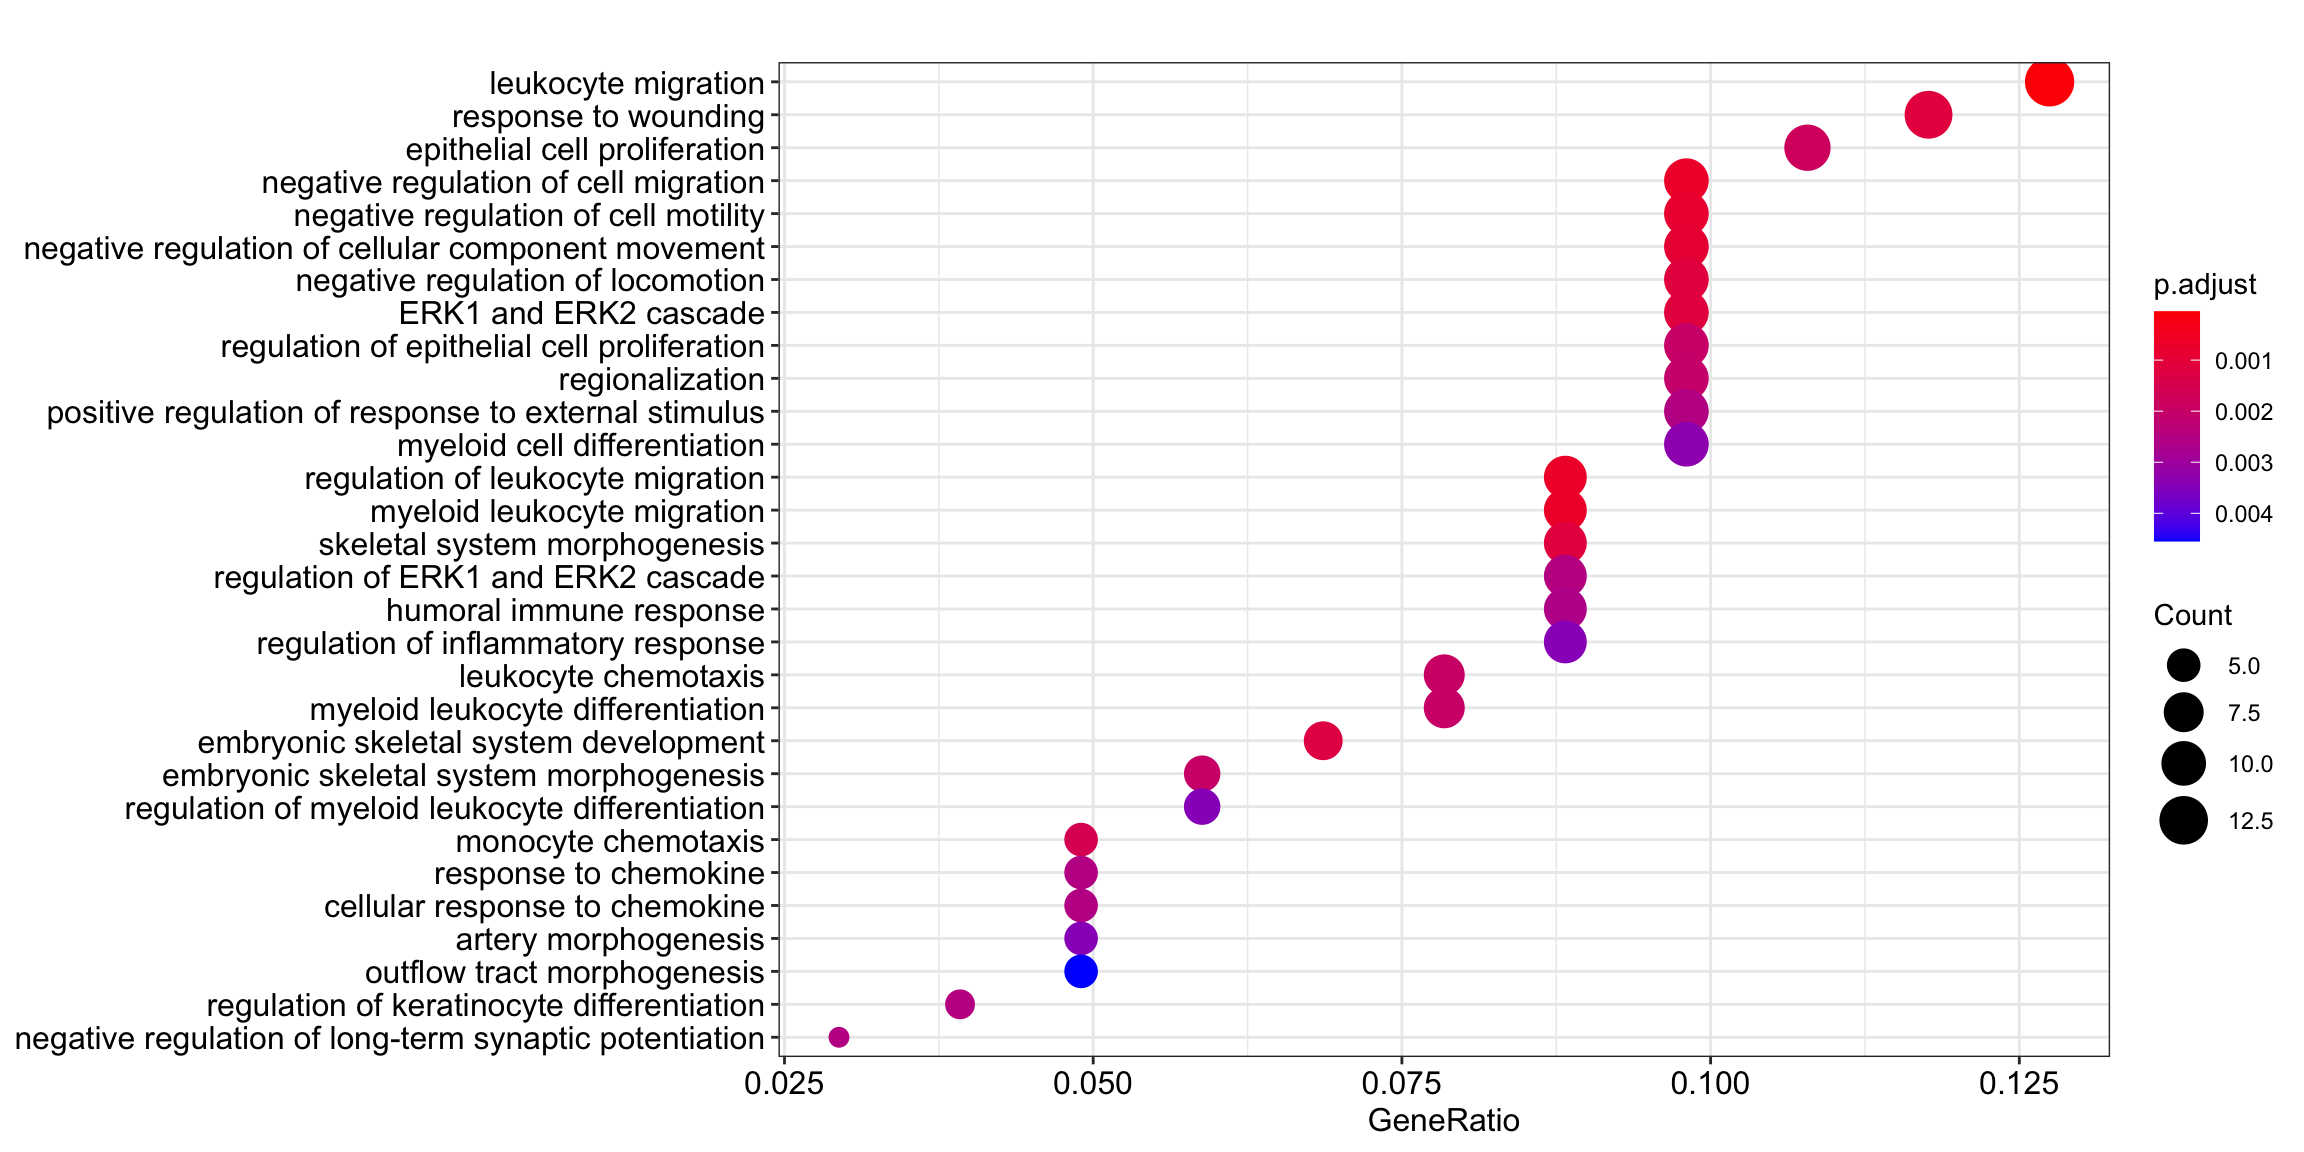 leukocyte migration
response to wounding
epithelial cell proliferation
negative regulation of cell migration
negative regulation of cell motility
negative regulation of cellular component movement
negative regulation of locomotion
ERK1 and ERK2 cascade
regulation of epithelial cell proliferation
regionalization
positive regulation of response to external stimulus
myeloid cell differentiation
regulation of leukocyte migration
myeloid leukocyte migration
skeletal system morphogenesis
regulation of ERK1 and ERK2 cascade
humoral immune response
regulation of inflammatory response
leukocyte chemotaxis
myeloid leukocyte differentiation
embryonic skeletal system development
embryonic skeletal system morphogenesis
regulation of myeloid leukocyte differentiation
monocyte chemotaxis
response to chemokine
cellular response to chemokine
artery morphogenesis
outflow tract morphogenesis
regulation of keratinocyte differentiation
negative regulation of long-term synaptic potentiation
0.025 0.050 0.075 0.100 0.125
GeneRatio
p.adjust
0.001
0.002
0.003
0.004
Count
5.0
7.5
10.0
12.5